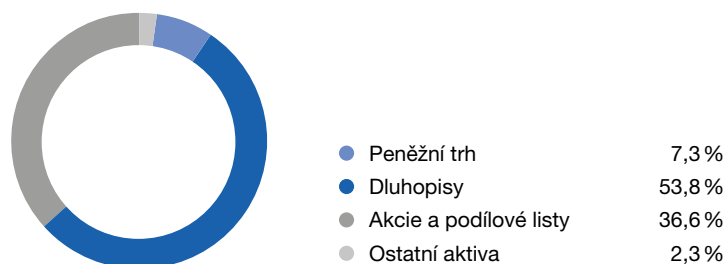 Peněžní trh 7,3 %
Dluhopisy 53,8 %
Akcie a podílové listy 36,6 %
Ostatní aktiva 2,3 %